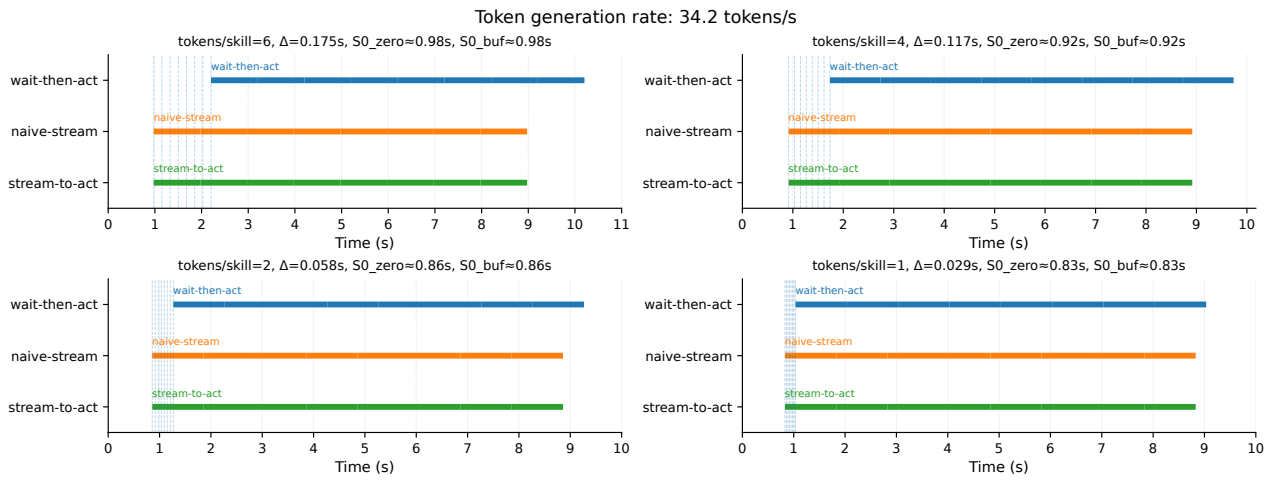 Token generation rate: 34.2 tokens/s
tokens/skill=6, Δ=0.175s, S0_zero≈0.98s, S0_buf≈0.98s
wait-then-act
naive-stream
stream-to-act
wait-then-act
naive-stream
stream-to-act
0 1 2 3 4 5 6 7 8 9 10 11
Time (s)
tokens/skill=4, Δ=0.117s, S0_zero≈0.92s, S0_buf≈0.92s
wait-then-act
naive-stream
stream-to-act
wait-then-act
naive-stream
stream-to-act
0 1 2 3 4 5 6 7 8 9 10
Time (s)
tokens/skill=2, Δ=0.058s, S0_zero≈0.86s, S0_buf≈0.86s
wait-then-act
naive-stream
stream-to-act
wait-then-act
naive-stream
stream-to-act
0 1 2 3 4 5 6 7 8 9 10
Time (s)
tokens/skill=1, Δ=0.029s, S0_zero≈0.83s, S0_buf≈0.83s
wait-then-act
naive-stream
stream-to-act
wait-then-act
naive-stream
stream-to-act
0 1 2 3 4 5 6 7 8 9 10
Time (s)